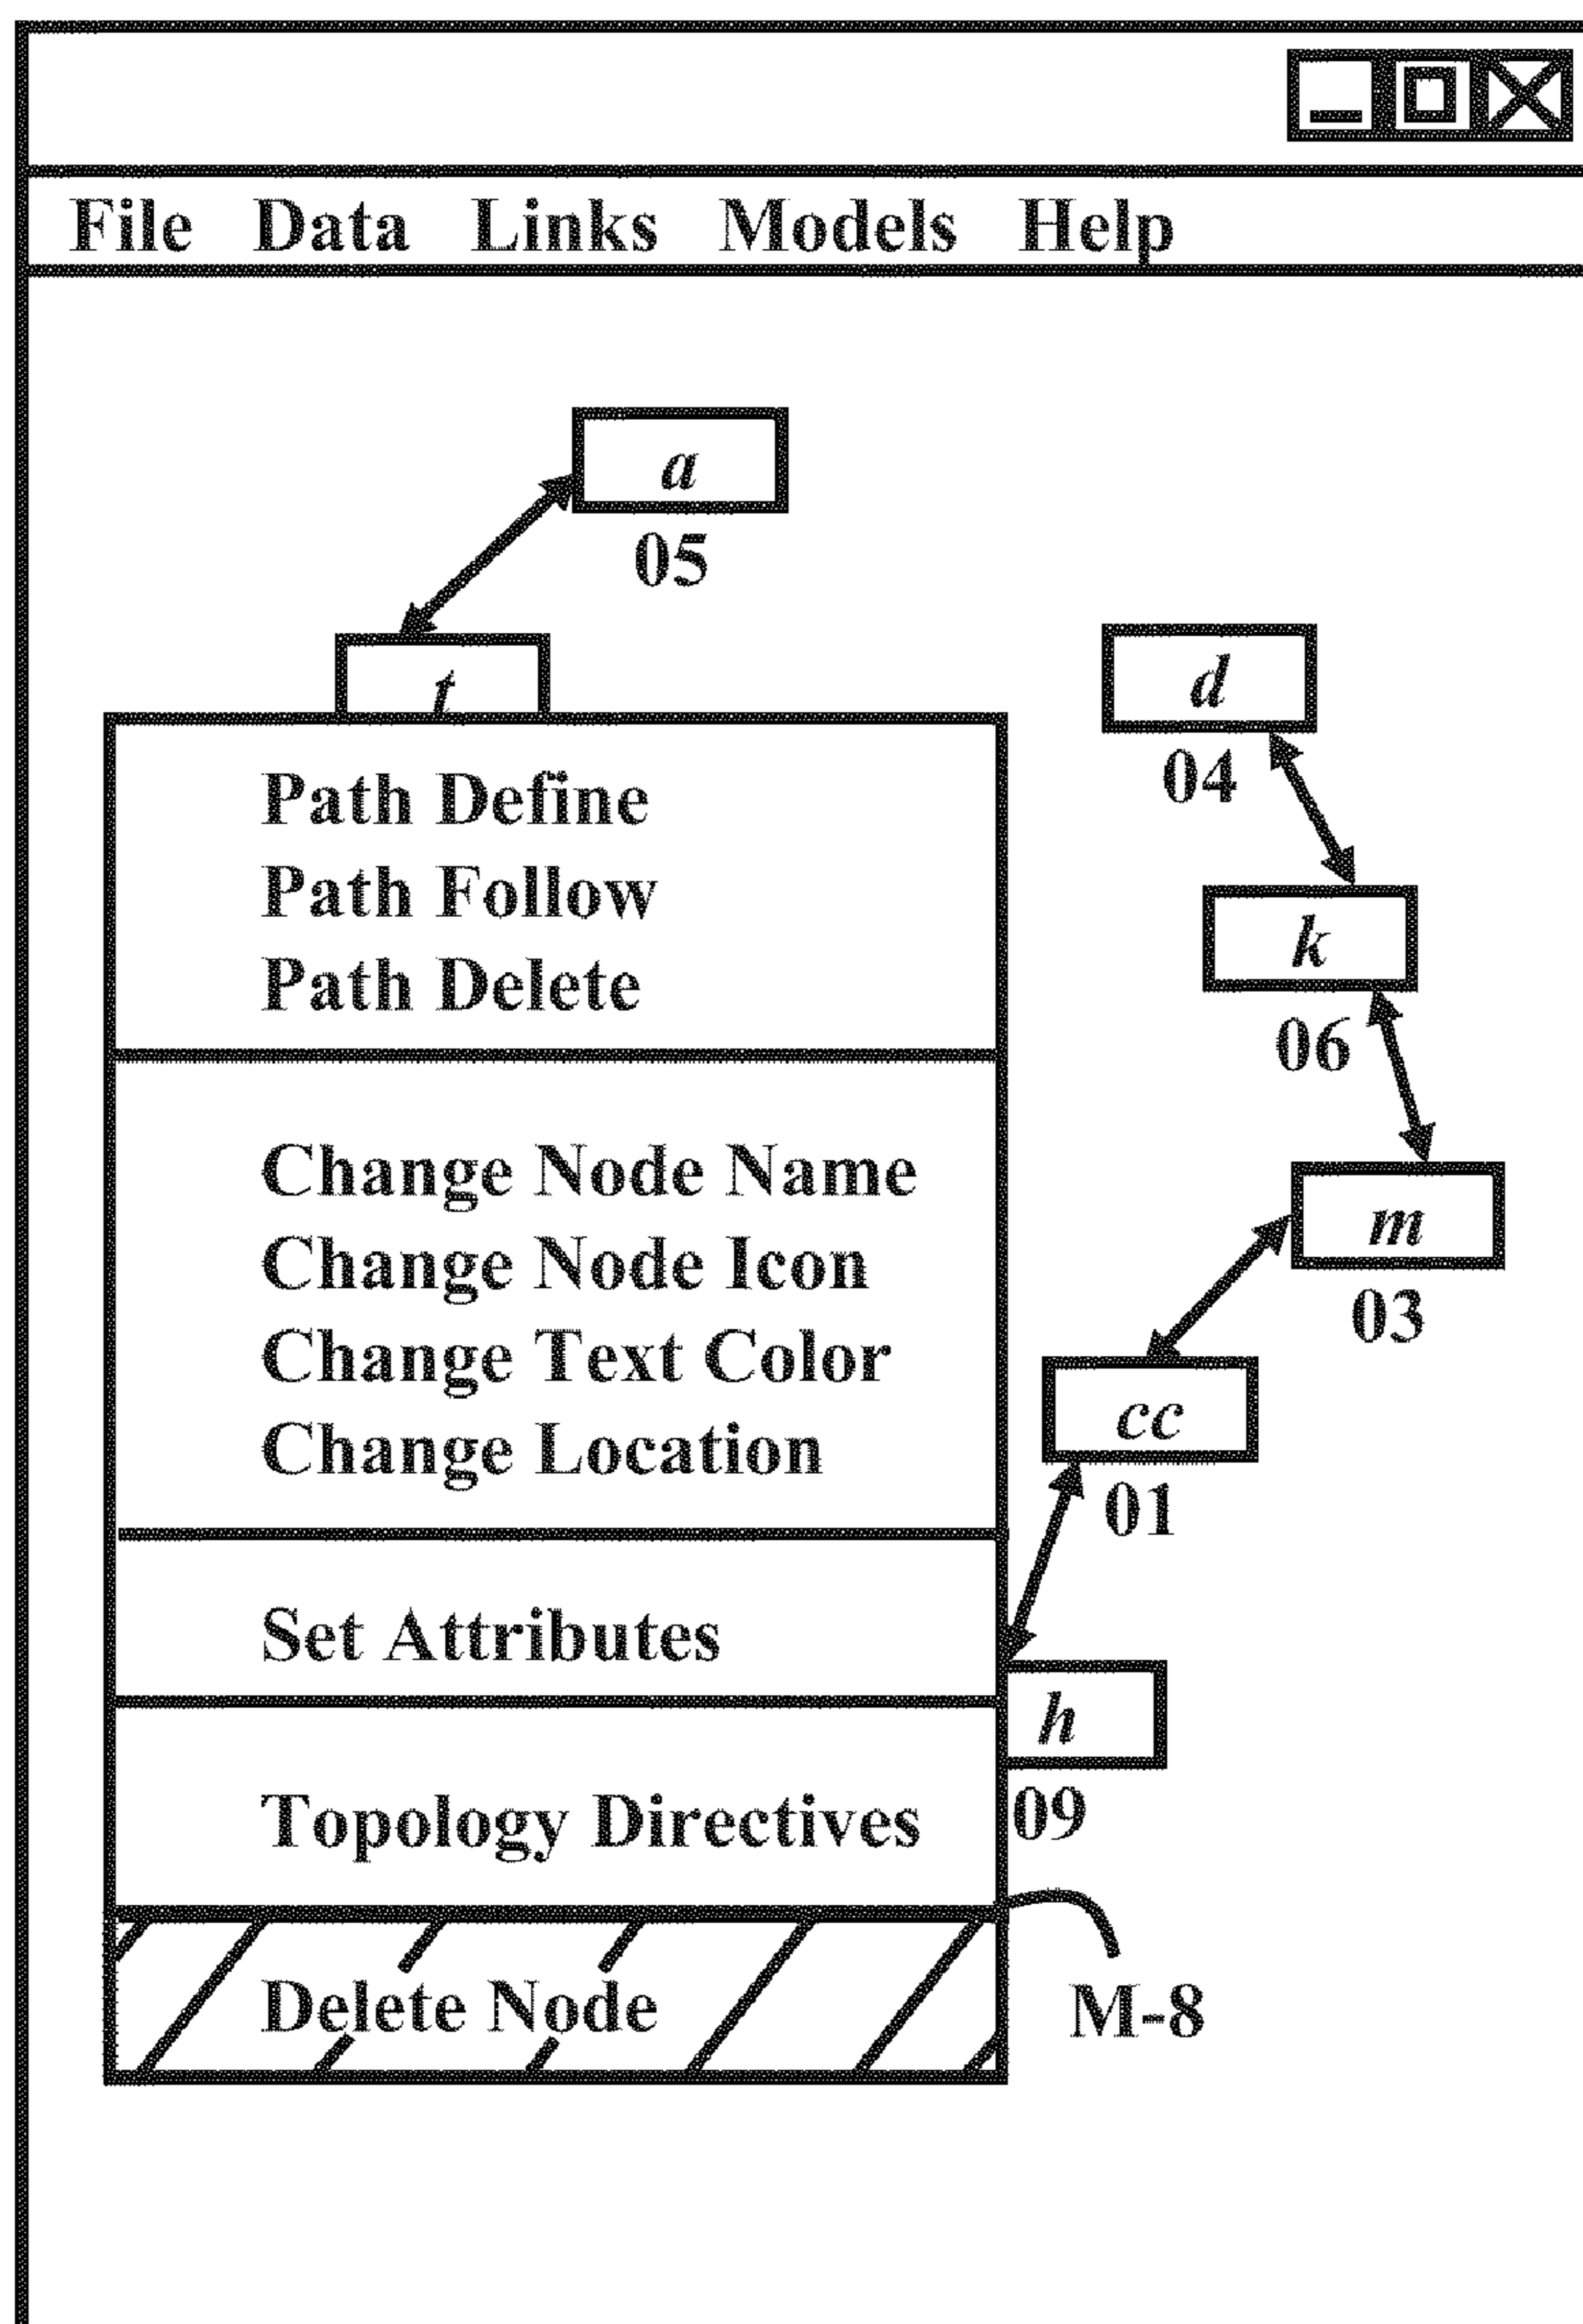 File Data Links Models Help
a
05
t
d
04
Path Define
Path Follow
k
Path Delete
06
Change Node Name
m
Change Node Icon
03
Change Text Color
cc
Change Location
01
Set Attributes
h
Topology Directives
09
Delete Node
M-8